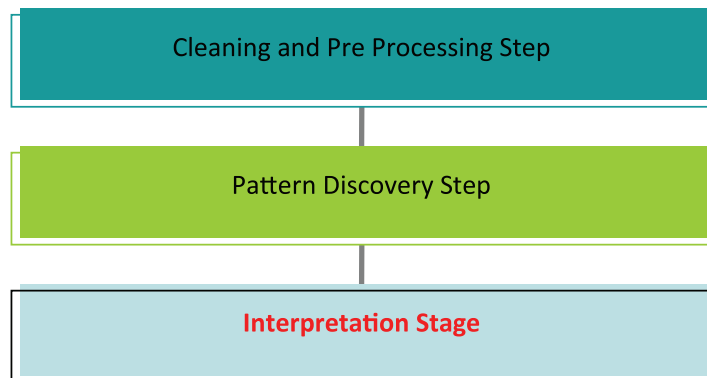 Cleaning and Pre Processing Step
Pattern Discovery Step
Interpretation Stage